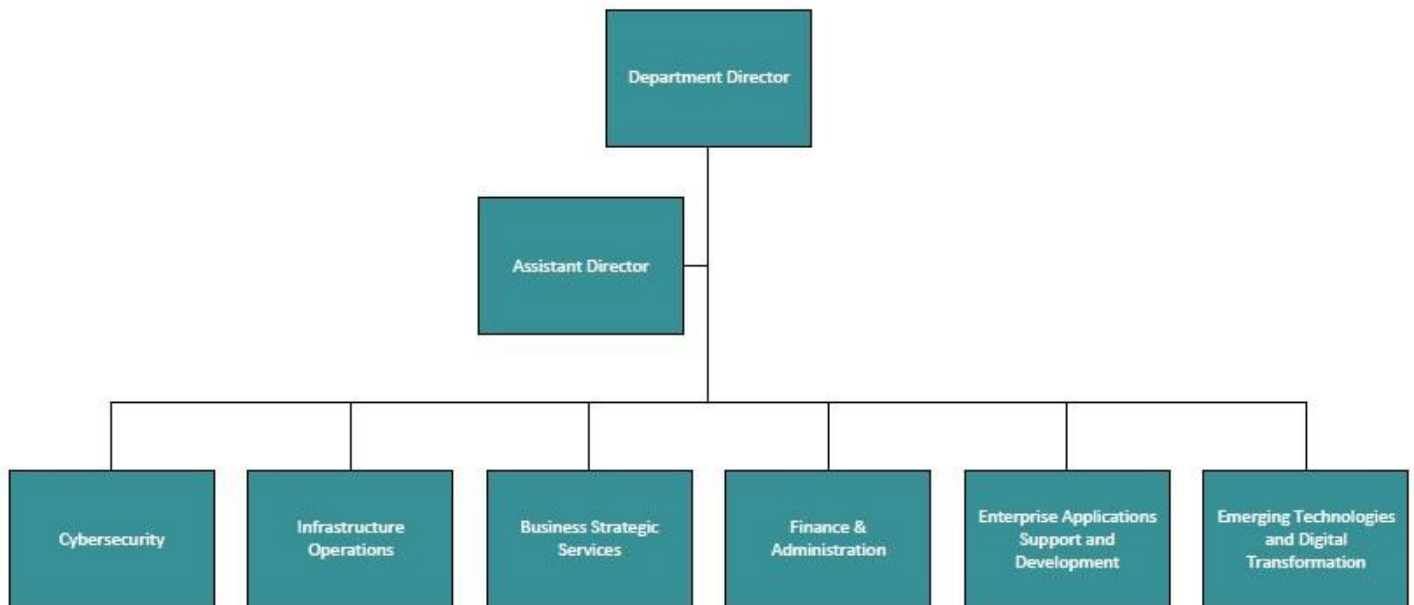 Department Director
Assistant Director
Cybersecurity
Infrastructure
Operations
Business Strategic
Services
Finance &
Administration
Enterprise Applications
Support and
Development
Emerging Technologies
and Digital
Transformation